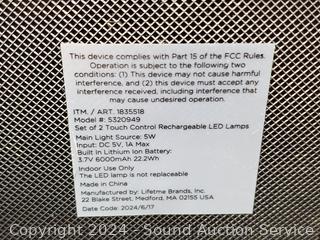 This device complies with Part 15 of the FCC Rules.
Operation is subject to the following two
conditions: (1) This device may not cause harmful
interference, and (2) this device must accept any
interference received, including interference that
may cause undesired operation.
ITM. / ART. 1835518
Model #: 5320949
Set of 2 Touch Control Rechargeable LED Lamps
Main Light Source: 5W
Input: DC 5V, 1A Max
Built In Lithium Ion Battery:
3.7V 6000mAh 22.2Wh
Indoor Use Only
The LED lamp is not replaceable
Made in China
Manufactured by: Lifetime Brands, Inc.
22 Blake Street, Medford, MA 02155 USA
Date Code: 2024/6/17
Copyright 2024 Sound Auction Service